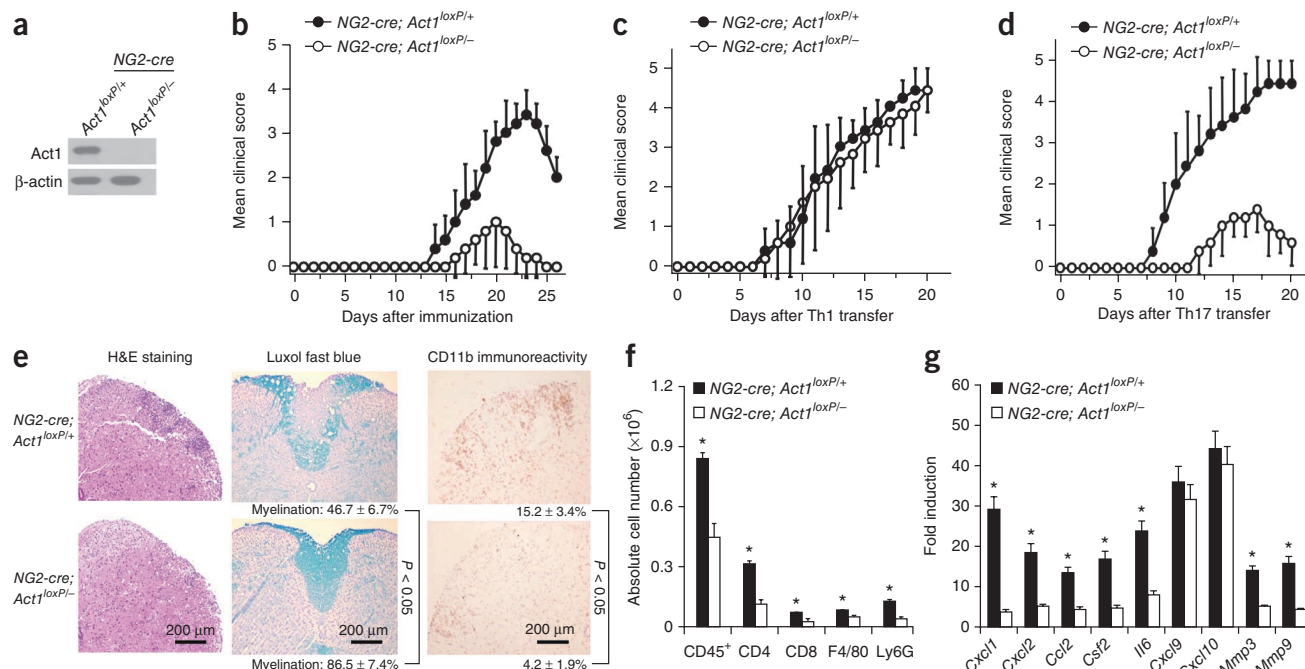 a
NG2-cre
Act1loxP/+
Act1loxP/–
Act1
β-actin
b
NG2-cre; Act1loxP/+
NG2-cre; Act1loxP/–
Mean clinical score
5
4
3
2
1
0
0 5 10 15 20 25
Days after immunization
c
NG2-cre; Act1loxP/+
NG2-cre; Act1loxP/–
Mean clinical score
5
4
3
2
1
0
0 5 10 15 20
Days after Th1 transfer
d
NG2-cre; Act1loxP/+
NG2-cre; Act1loxP/–
Mean clinical score
5
4
3
2
1
0
0 5 10 15 20
Days after Th17 transfer
e
H&E staining
Luxol fast blue
CD11b immunoreactivity
NG2-cre;
Act1loxP/+
Myelination: 46.7 ± 6.7%
15.2 ± 3.4%
NG2-cre;
Act1loxP/–
200 μm
200 μm
200 μm
P < 0.05
P < 0.05
Myelination: 86.5 ± 7.4%
4.2 ± 1.9%
f
NG2-cre; Act1loxP/+
NG2-cre; Act1loxP/–
Absolute cell number (×10⁶)
1.2
0.9
0.6
0.3
0
* * * * *
CD45+ CD4 CD8 F4/80 Ly6G
g
NG2-cre; Act1loxP/+
NG2-cre; Act1loxP/–
Fold induction
60
50
40
30
20
10
0
* * * * * * *
Cxcl1 Cxcl2 Ccl2 Csf2 Il6 Cxcl9 Cxcl10 Mmp3 Mmp9